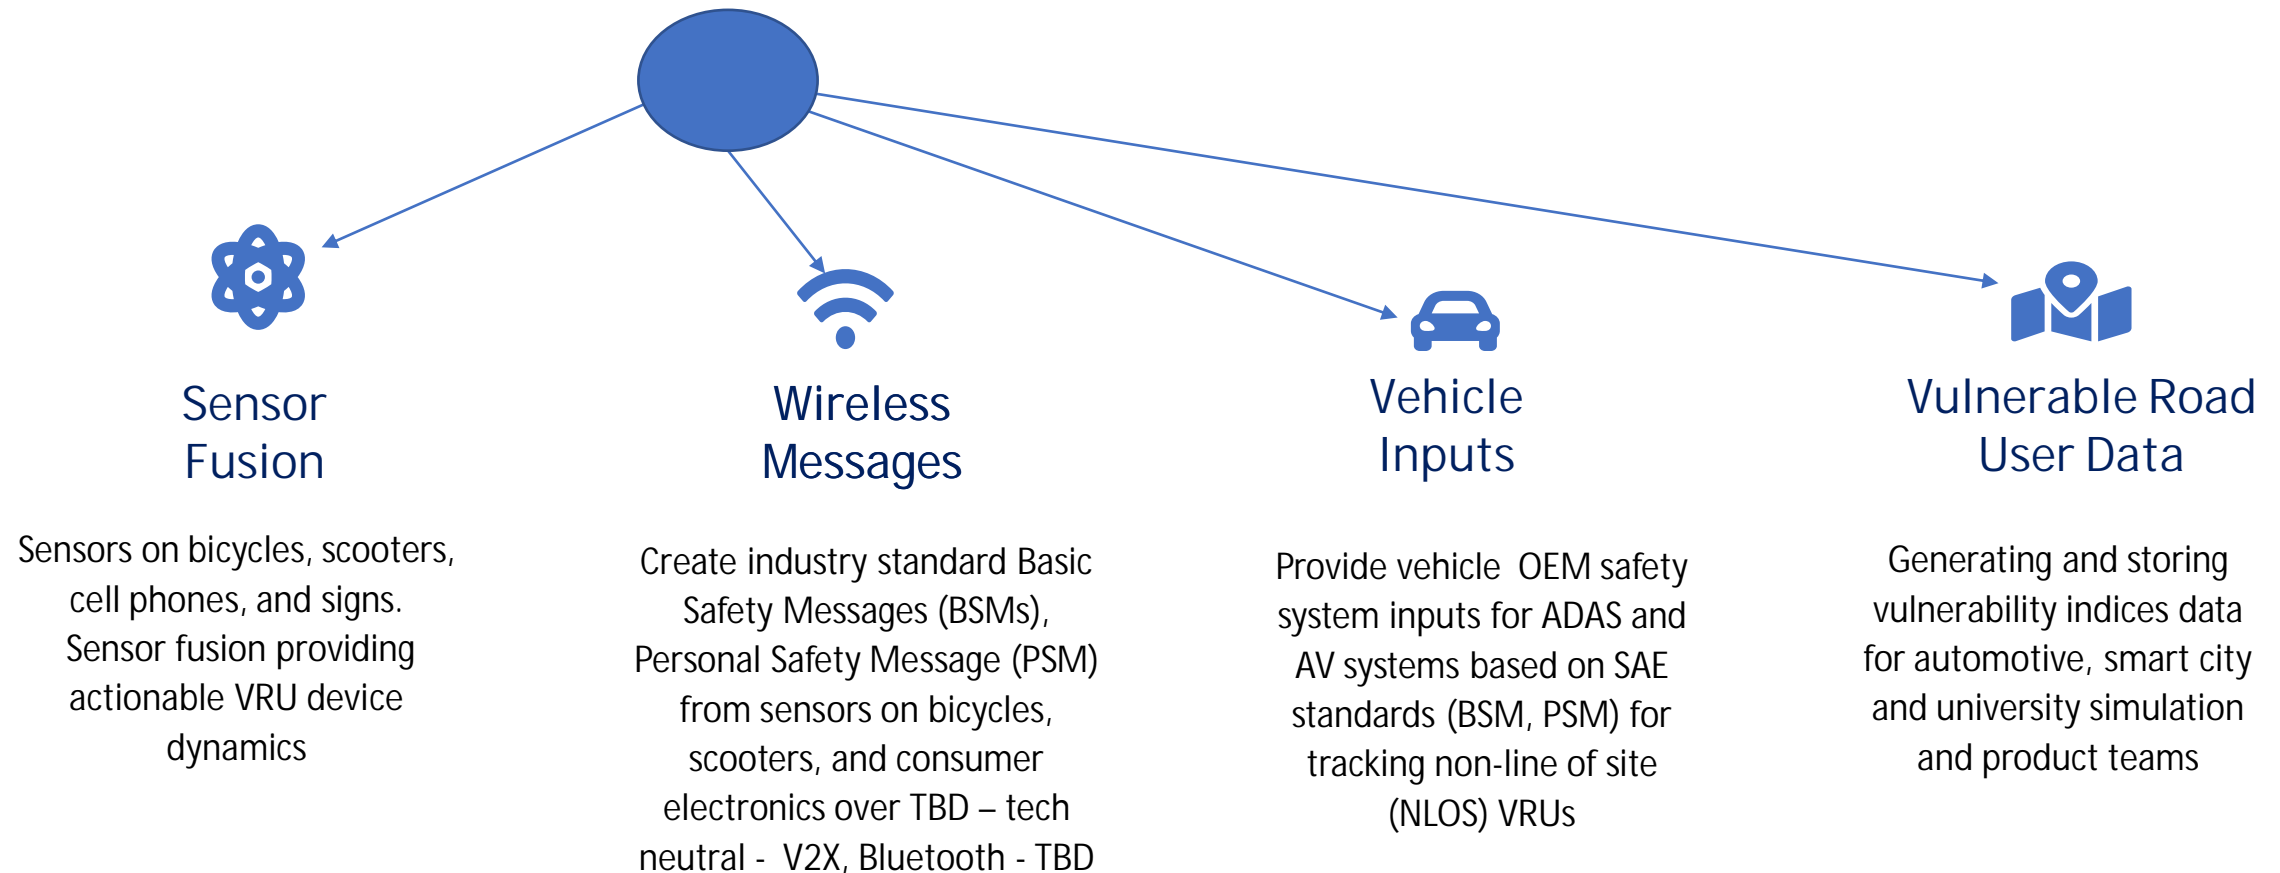 Sensor
Fusion
Sensors on bicycles, scooters,
cell phones, and signs.
Sensor fusion providing
actionable VRU device
dynamics
Wireless
Messages
Create industry standard Basic
Safety Messages (BSMs),
Personal Safety Message (PSM)
from sensors on bicycles,
scooters, and consumer
electronics over TBD – tech
neutral - V2X, Bluetooth - TBD
Vehicle
Inputs
Provide vehicle OEM safety
system inputs for ADAS and
AV systems based on SAE
standards (BSM, PSM) for
tracking non-line of site
(NLOS) VRUs
Vulnerable Road
User Data
Generating and storing
vulnerability indices data
for automotive, smart city
and university simulation
and product teams